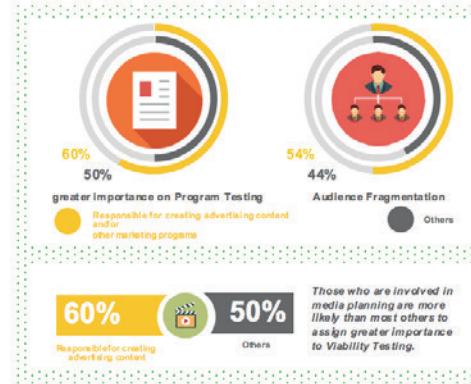 60%
50%
54%
44%
greater importance on Program Testing
Audience Fragmentation
Responsible for creating advertising content
and/or
other marketing programs
Others
60%
50%
Responsible for creating
advertising content
Others
Those who are involved in
media planning are more
likely than most others to
assign greater importance
to Viability Testing.